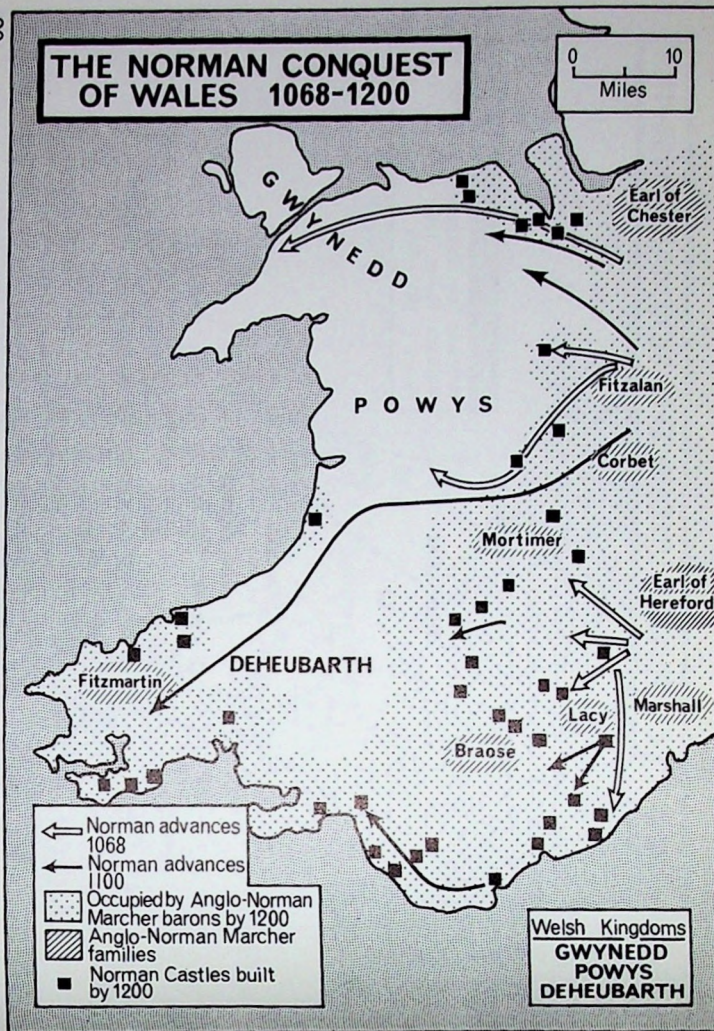 THE NORMAN CONQUEST
OF WALES 1068-1200
0 10
Miles
GWYNEDD
Earl of
Chester
Fitzalan
POWYS
Corbet
Mortimer
Earl of
Hereford
DEHEUBARTH
Fitzmartin
Marshall
Lacy
Braose
Norman advances
1068
Norman advances
1100
Occupied by Anglo-Norman
Marcher barons by 1200
Anglo-Norman Marcher
families
Norman Castles built
by 1200
Welsh Kingdoms
GWYNEDD
POWYS
DEHEUBARTH